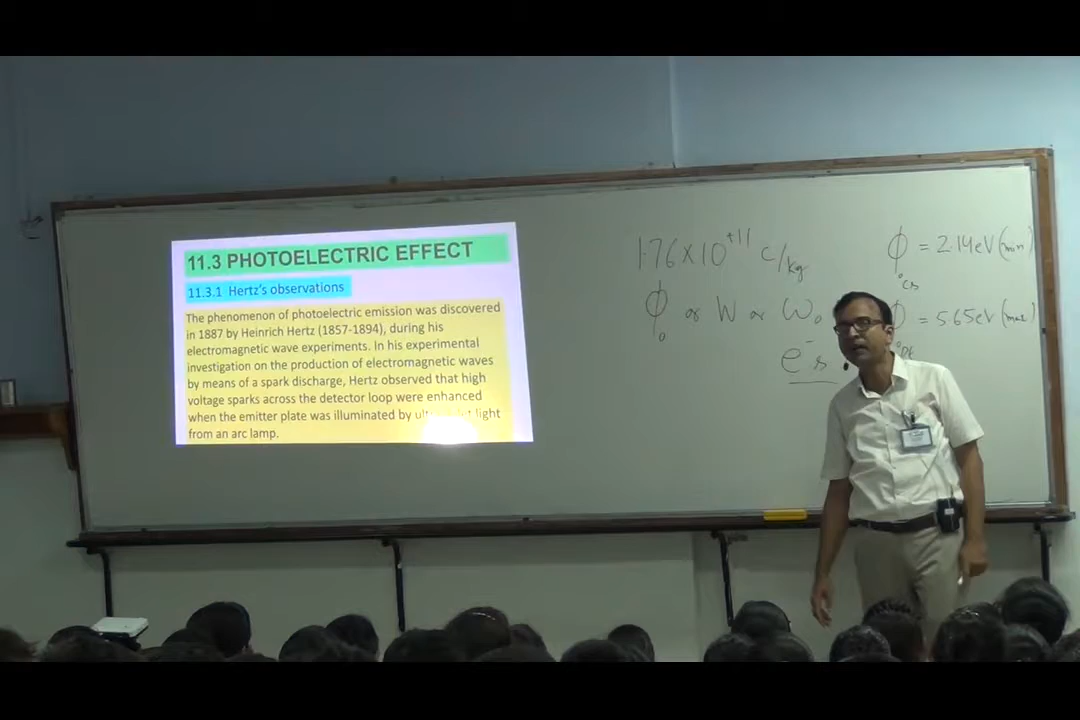 11.3 PHOTOELECTRIC EFFECT
11.3.1 Hertz's observations
The phenomenon of photoelectric emission was discovered
in 1887 by Heinrich Hertz (1857-1894), during his
electromagnetic wave experiments. In his experimental
investigation on the production of electromagnetic waves
by means of a spark discharge, Hertz observed that high
voltage sparks across the detector loop were enhanced
when the emitter plate was illuminated by light
from an arc lamp.
1.76×10⁺¹¹ C/kg
ϕ₀ or W or ω₀
e⁻s
ϕ₀cs = 2.14eV (min)
ϕ = 5.65eV (max)